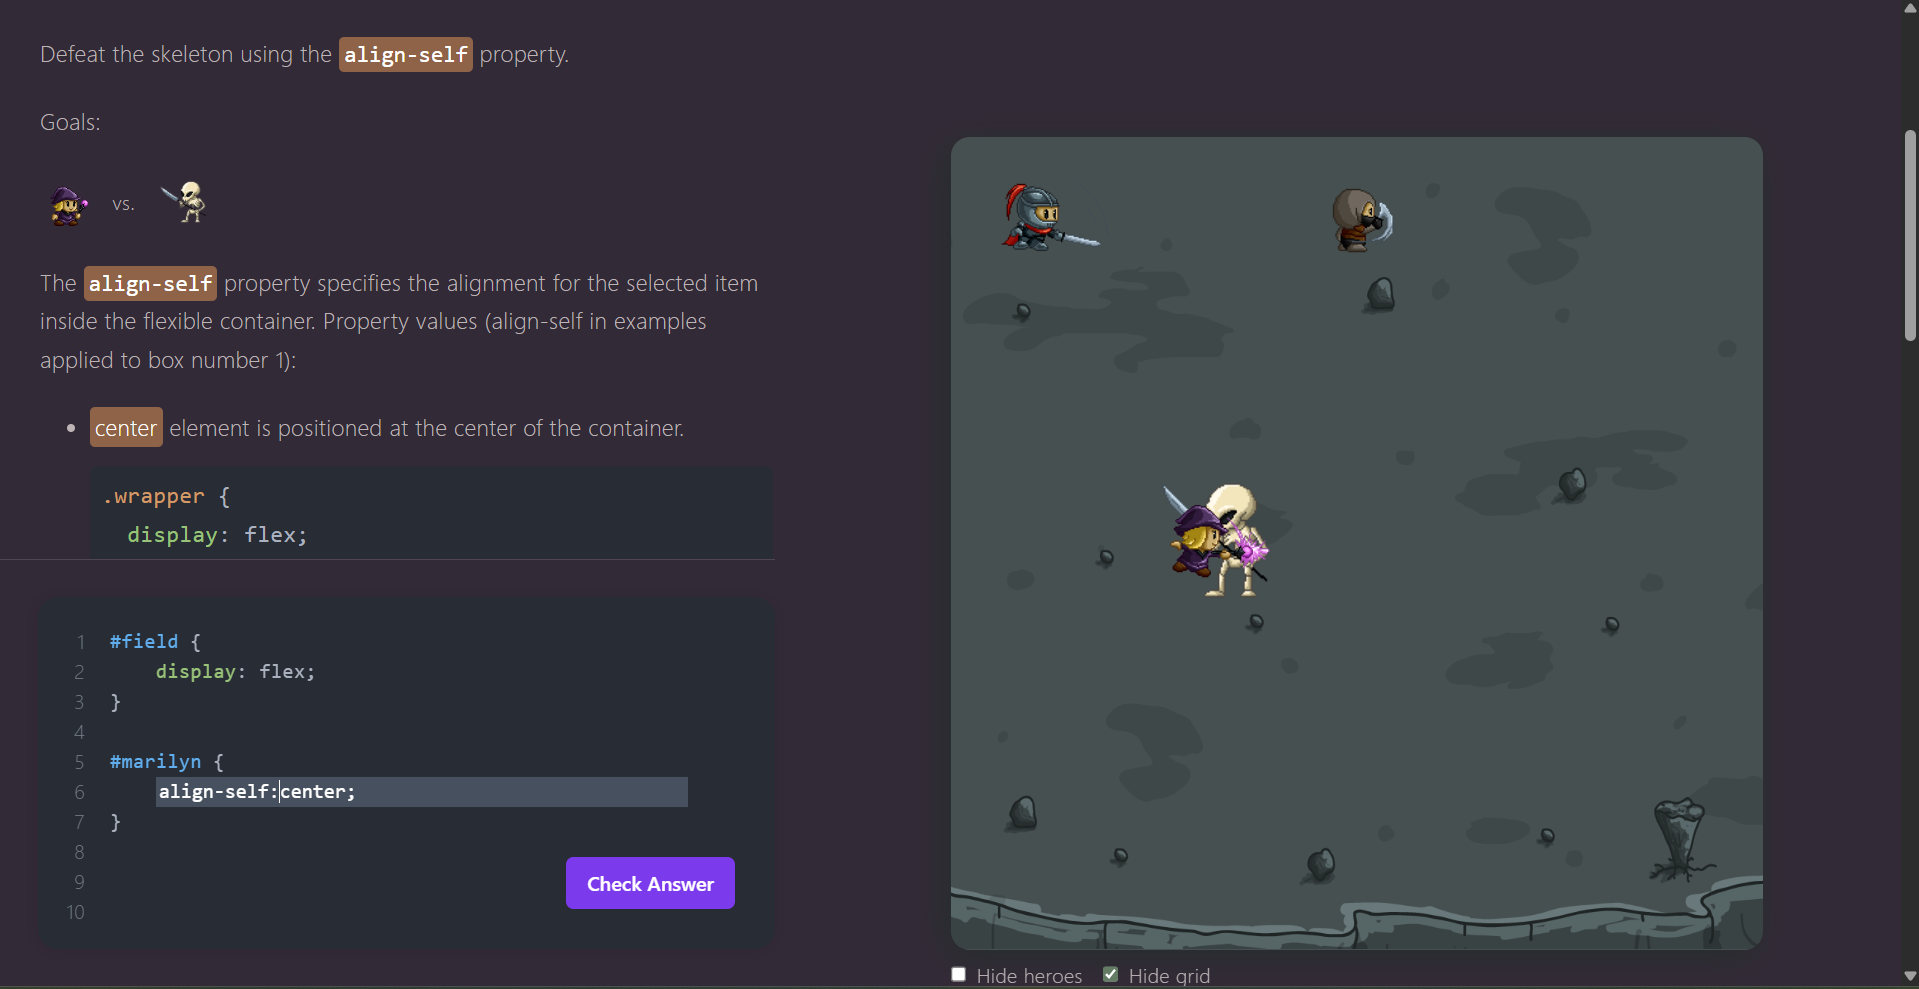 Defeat the skeleton using the align-self property.
Goals:
vs.
The align-self property specifies the alignment for the selected item
inside the flexible container. Property values (align-self in examples
applied to box number 1):
• center element is positioned at the center of the container.
.wrapper {
display: flex;
1 #field {
2 display: flex;
3 }
4
5 #marilyn {
6 align-self:center;
7 }
8
9
10
Check Answer
Hide heroes Hide grid